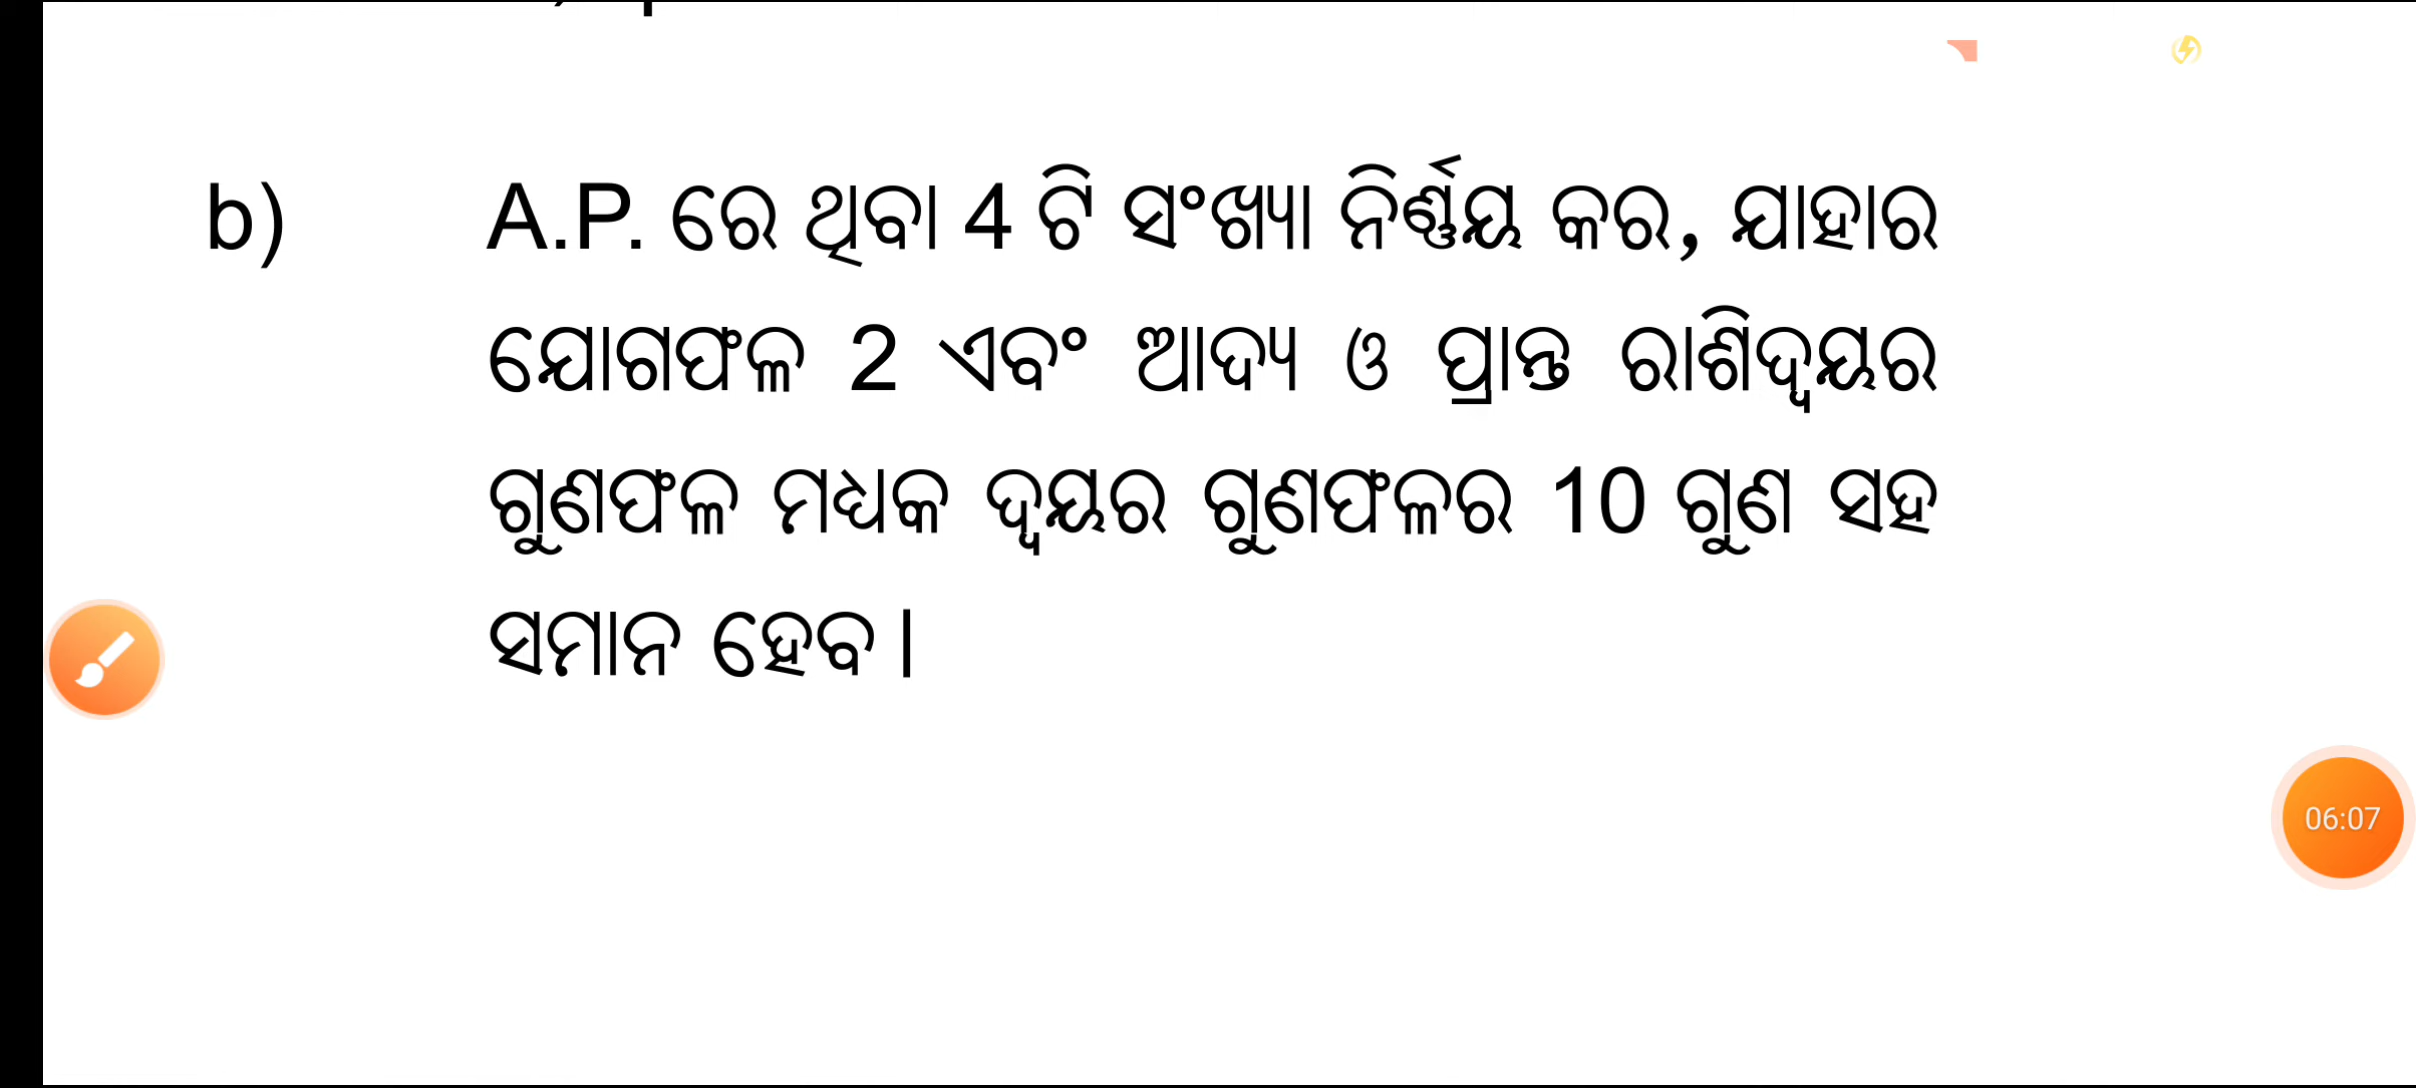 b) A.P. ରେ ଥିବା 4 ଟି ସଂଖ୍ୟା ନିର୍ଣ୍ଣୟ କର, ଯାହାର
ଯୋଗଫଳ 2 ଏବଂ ଆଦ୍ୟ ଓ ପ୍ରାନ୍ତ ରାଶିଦ୍ୱୟର
ଗୁଣଫଳ ମଧ୍ୟକ ଦ୍ୱୟର ଗୁଣଫଳର 10 ଗୁଣ ସହ
ସମାନ ହେବ।
06:07